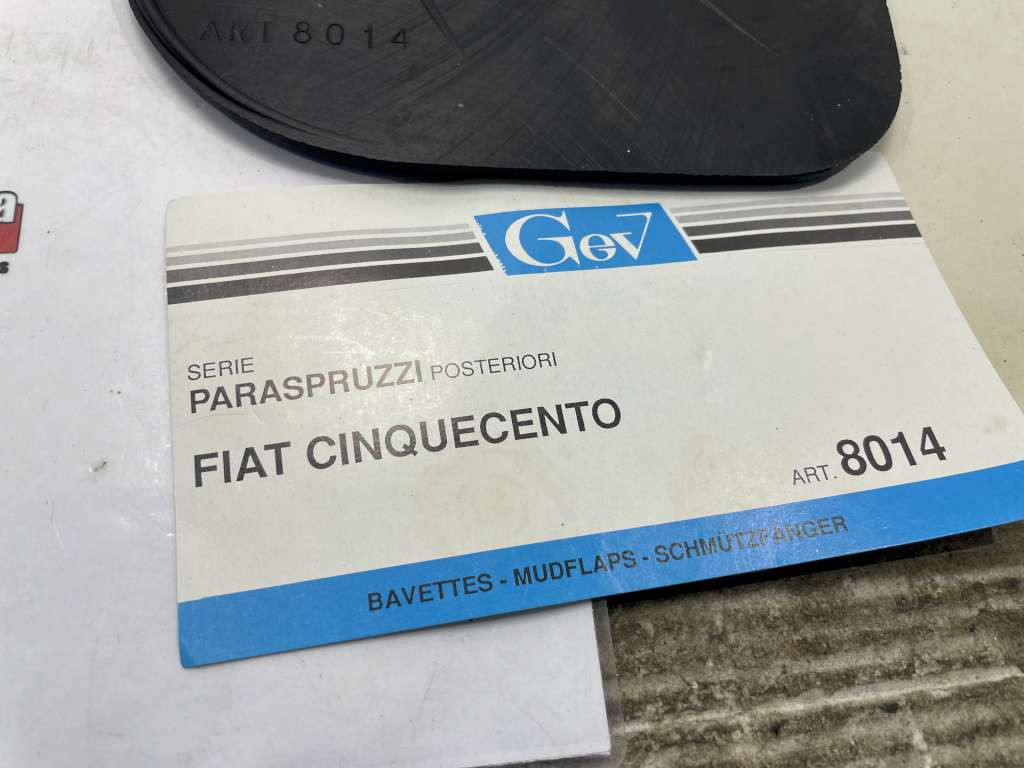 ART 8014
a
s
Gev
SERIE
PARASPRUZZI POSTERIORI
FIAT CINQUECENTO
ART. 8014
BAVETTES - MUDFLAPS - SCHMÜTZFÄNGER